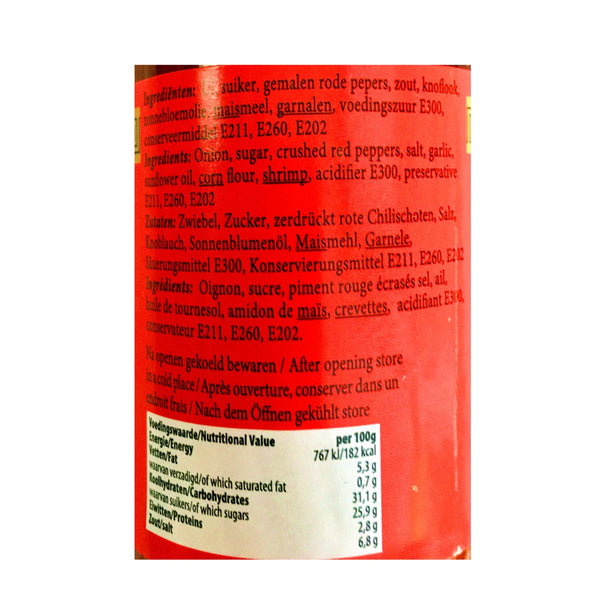 Ingrediënten: suiker, gemalen rode pepers, zout, knoflook,
zonnebloemolie, maismeel, garnalen, voedingszuur E300,
conserveermiddel E211, E260, E202
Ingredients: Onion, sugar, crushed red peppers, salt, garlic,
sunflower oil, corn flour, shrimp, acidifier E300, preservative
E211, E260, E202
Zutaten: Zwiebel, Zucker, zerdrückt rote Chilischoten, Salz,
Knoblauch, Sonnenblumenöl, Maismehl, Garnele,
Säuerungsmittel E300, Konservierungsmittel E211, E260, E202
Ingrédients: Oignon, sucre, piment rouge écrasés sel, ail,
huile de tournesol, amidon de maïs, crevettes, acidifiant E300,
conservateur E211, E260, E202.
Na openen gekoeld bewaren / After opening store
in a cold place / Après ouverture, conserver dans un
endroit frais / Nach dem Öffnen gekühlt store
Voedingswaarde/Nutritional Value per 100g
Energie/Energy 767 kJ/182 kcal
Vetten/Fat 5,3 g
waarvan verzadigd/of which saturated fat 0,7 g
Koolhydraten/Carbohydrates 31,1 g
waarvan suikers/of which sugars 25,9 g
Eiwitten/Proteins 2,8 g
Zout/salt 6,8 g